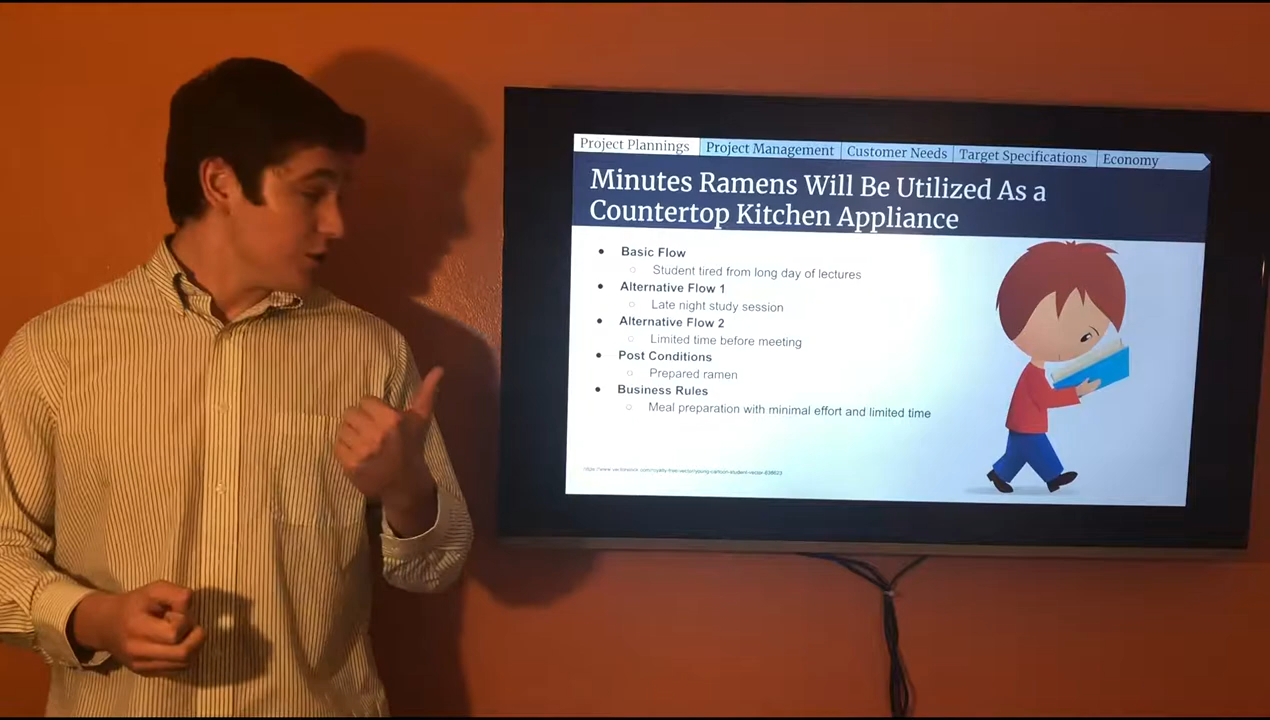 Project Plannings Project Management Customer Needs Target Specifications Economy
Minutes Ramens Will Be Utilized As a
Countertop Kitchen Appliance
Basic Flow
Student tired from long day of lectures
Alternative Flow 1
Late night study session
Alternative Flow 2
Limited time before meeting
Post Conditions
Prepared ramen
Business Rules
Meal preparation with minimal effort and limited time